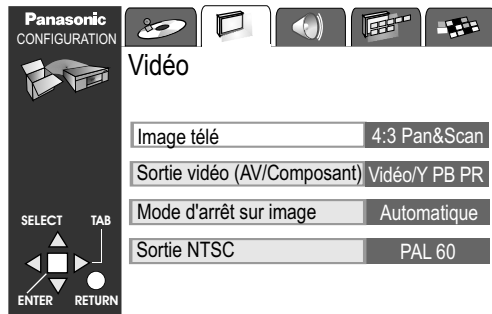 Panasonic
CONFIGURATION
Vidéo
Image télé 4:3 Pan&Scan
Sortie vidéo (AV/Composant) Vidéo/Y PB PR
Mode d'arrêt sur image Automatique
Sortie NTSC PAL 60
SELECT TAB
ENTER RETURN